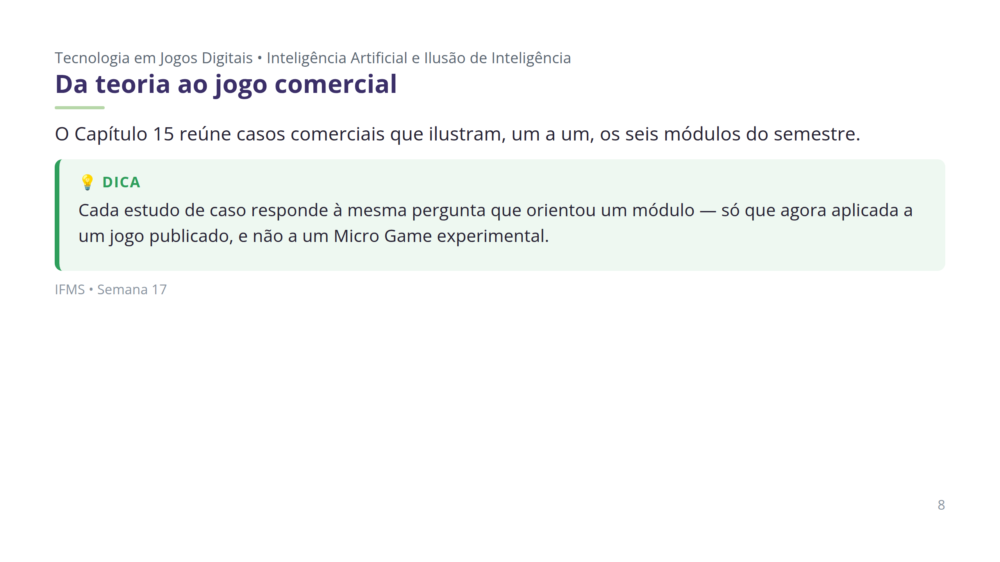 Tecnologia em Jogos Digitais • Inteligência Artificial e Ilusão de Inteligência
Da teoria ao jogo comercial
O Capítulo 15 reúne casos comerciais que ilustram, um a um, os seis módulos do semestre.
💡 DICA
Cada estudo de caso responde à mesma pergunta que orientou um módulo — só que agora aplicada a
um jogo publicado, e não a um Micro Game experimental.
IFMS • Semana 17
8